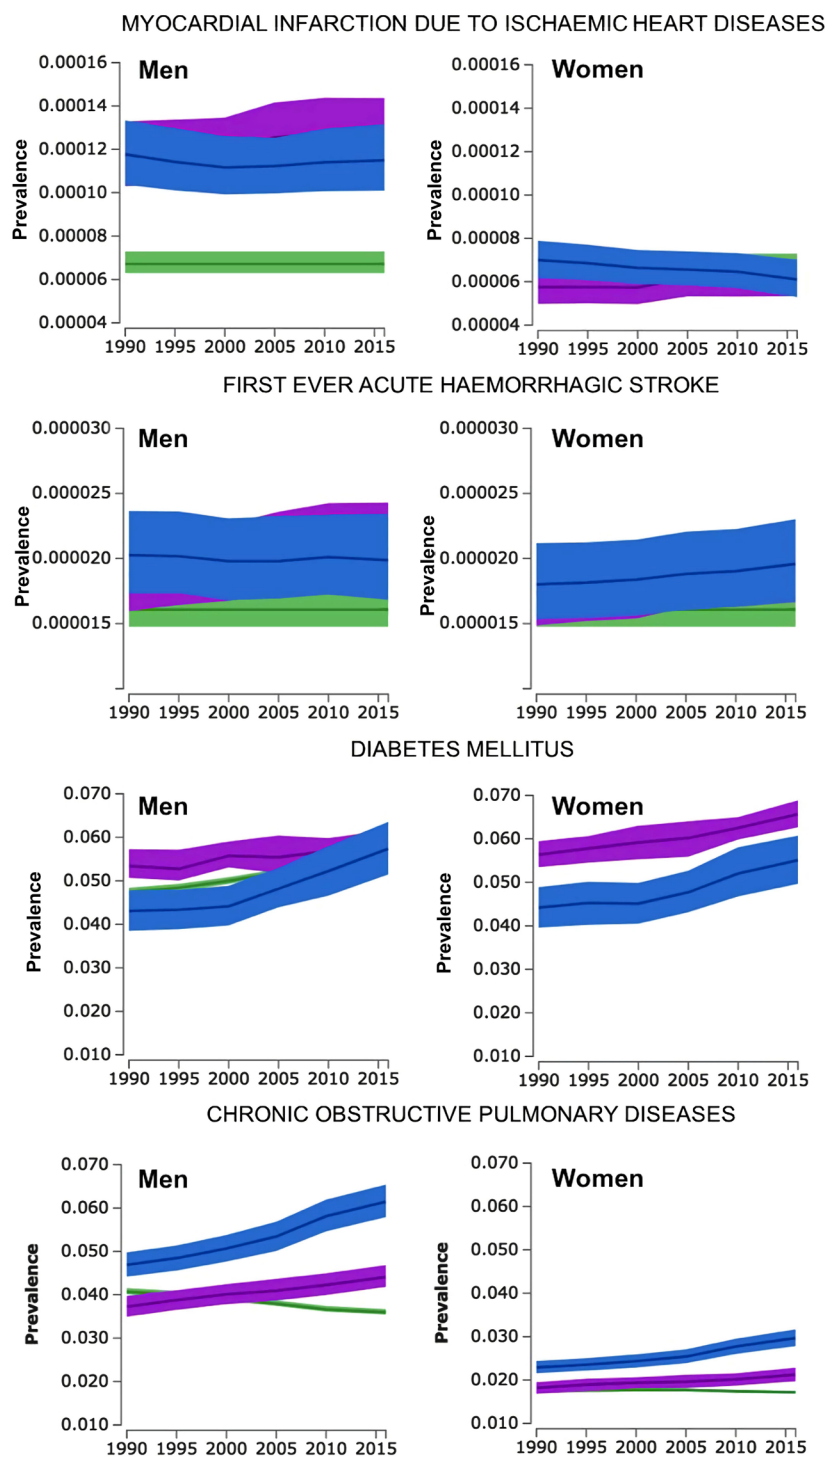 MYOCARDIAL INFARCTION DUE TO ISCHAEMIC HEART DISEASES
Men
Prevalence
0.00016
0.00014
0.00012
0.00010
0.00008
0.00006
0.00004
1990 1995 2000 2005 2010 2015
Women
Prevalence
0.00016
0.00014
0.00012
0.00010
0.00008
0.00006
0.00004
1990 1995 2000 2005 2010 2015
FIRST EVER ACUTE HAEMORRHAGIC STROKE
Men
Prevalence
0.000030
0.000025
0.000020
0.000015
1990 1995 2000 2005 2010 2015
Women
Prevalence
0.000030
0.000025
0.000020
0.000015
1990 1995 2000 2005 2010 2015
DIABETES MELLITUS
Men
Prevalence
0.070
0.060
0.050
0.040
0.030
0.020
0.010
1990 1995 2000 2005 2010 2015
Women
Prevalence
0.070
0.060
0.050
0.040
0.030
0.020
0.010
1990 1995 2000 2005 2010 2015
CHRONIC OBSTRUCTIVE PULMONARY DISEASES
Men
Prevalence
0.070
0.060
0.050
0.040
0.030
0.020
0.010
1990 1995 2000 2005 2010 2015
Women
Prevalence
0.070
0.060
0.050
0.040
0.030
0.020
0.010
1990 1995 2000 2005 2010 2015